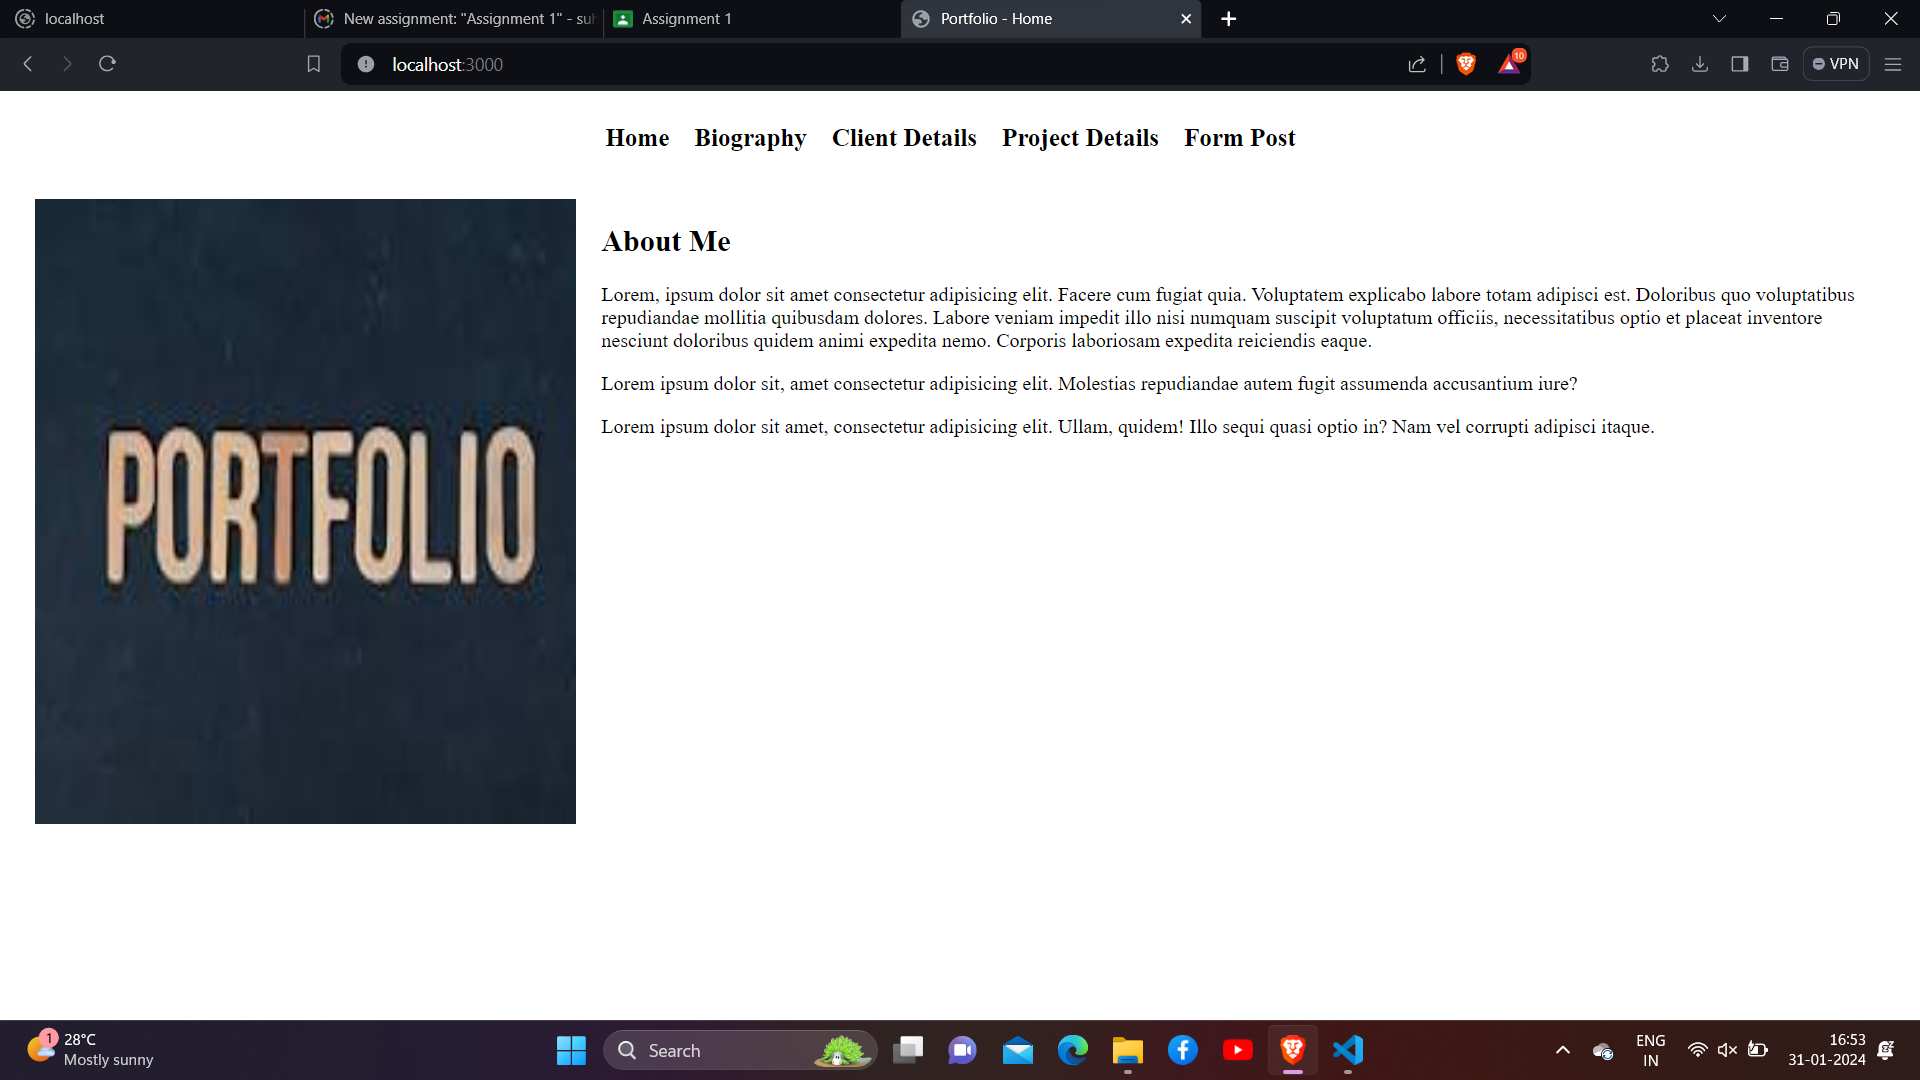 localhost
New assignment: "Assignment 1" - sul
Assignment 1
Portfolio - Home
localhost:3000
10
VPN
Home Biography Client Details Project Details Form Post
PORTFOLIO
About Me
Lorem, ipsum dolor sit amet consectetur adipisicing elit. Facere cum fugiat quia. Voluptatem explicabo labore totam adipisci est. Doloribus quo voluptatibus
repudiandae mollitia quibusdam dolores. Labore veniam impedit illo nisi numquam suscipit voluptatum officiis, necessitatibus optio et placeat inventore
nesciunt doloribus quidem animi expedita nemo. Corporis laboriosam expedita reiciendis eaque.
Lorem ipsum dolor sit, amet consectetur adipisicing elit. Molestias repudiandae autem fugit assumenda accusantium iure?
Lorem ipsum dolor sit amet, consectetur adipisicing elit. Ullam, quidem! Illo sequi quasi optio in? Nam vel corrupti adipisci itaque.
1
28°C
Mostly sunny
Search
ENG
IN
16:53
31-01-2024